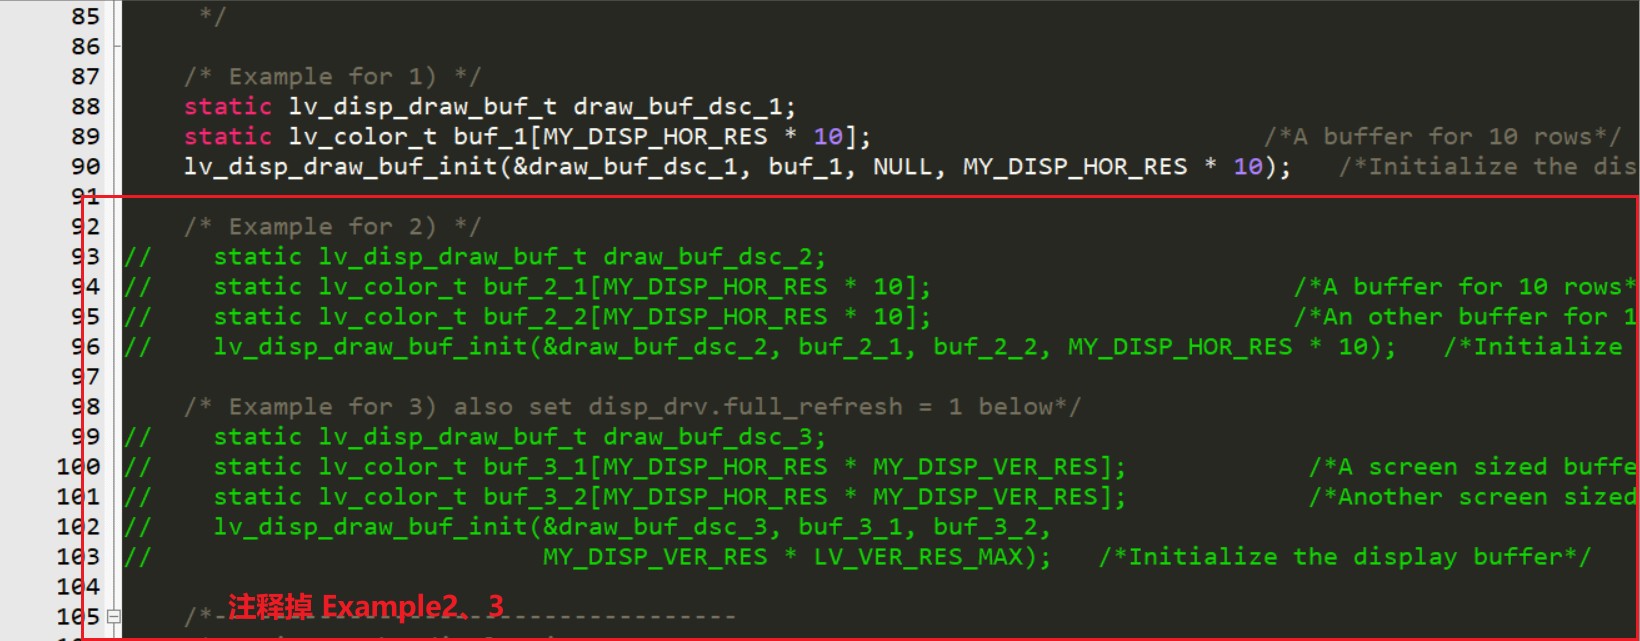 85 */
86
87 /* Example for 1) */
88 static lv_disp_draw_buf_t draw_buf_dsc_1;
89 static lv_color_t buf_1[MY_DISP_HOR_RES * 10]; /*A buffer for 10 rows*/
90 lv_disp_draw_buf_init(&draw_buf_dsc_1, buf_1, NULL, MY_DISP_HOR_RES * 10); /*Initialize the dis
91
92 /* Example for 2) */
93 // static lv_disp_draw_buf_t draw_buf_dsc_2;
94 // static lv_color_t buf_2_1[MY_DISP_HOR_RES * 10]; /*A buffer for 10 rows*
95 // static lv_color_t buf_2_2[MY_DISP_HOR_RES * 10]; /*An other buffer for 1
96 // lv_disp_draw_buf_init(&draw_buf_dsc_2, buf_2_1, buf_2_2, MY_DISP_HOR_RES * 10); /*Initialize
97
98 /* Example for 3) also set disp_drv.full_refresh = 1 below*/
99 // static lv_disp_draw_buf_t draw_buf_dsc_3;
100 // static lv_color_t buf_3_1[MY_DISP_HOR_RES * MY_DISP_VER_RES]; /*A screen sized buffe
101 // static lv_color_t buf_3_2[MY_DISP_HOR_RES * MY_DISP_VER_RES]; /*Another screen sized
102 // lv_disp_draw_buf_init(&draw_buf_dsc_3, buf_3_1, buf_3_2,
103 // MY_DISP_VER_RES * LV_VER_RES_MAX); /*Initialize the display buffer*/
104
105 /*-----------------------------------
注释掉 Example2、3